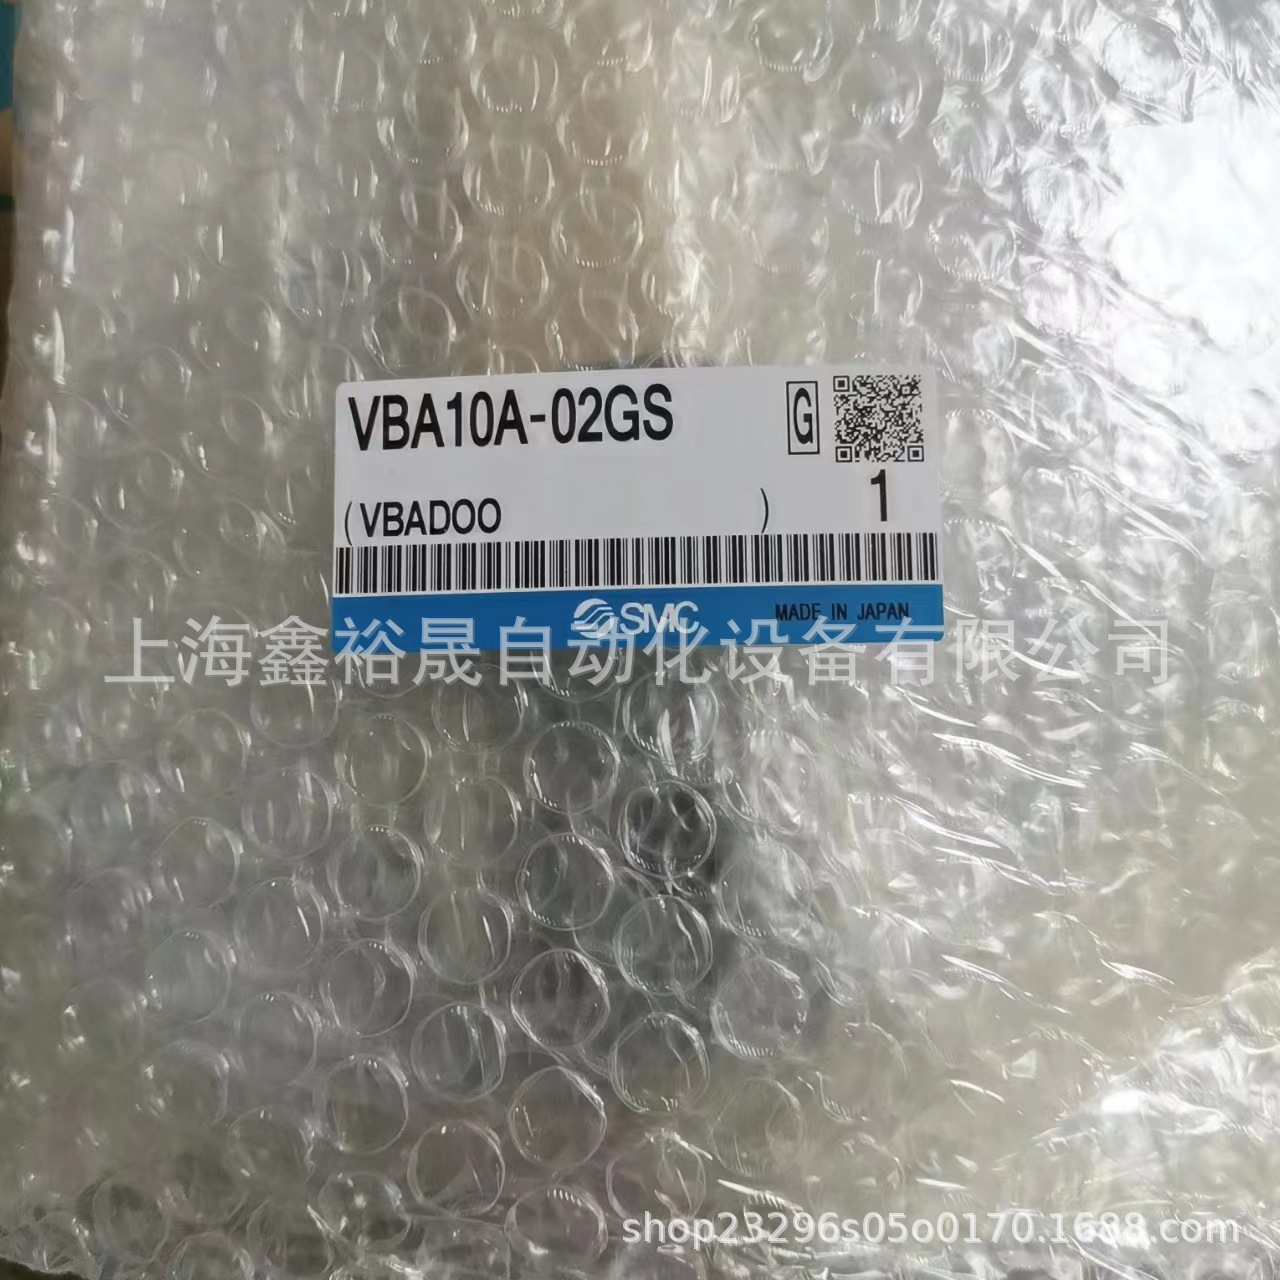 VBA10A-02GS
G
(VBADOO )
1
SMC
MADE IN JAPAN
上海鑫裕晟自动化设备有限公司
shop23296s05o0170.1688.com